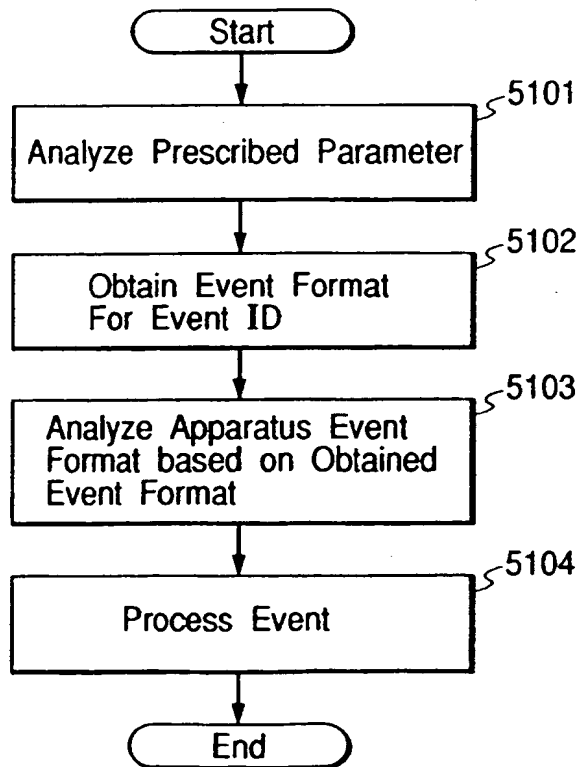 Start
5101
Analyze Prescribed Parameter
5102
Obtain Event Format
For Event ID
5103
Analyze Apparatus Event
Format based on Obtained
Event Format
5104
Process Event
End